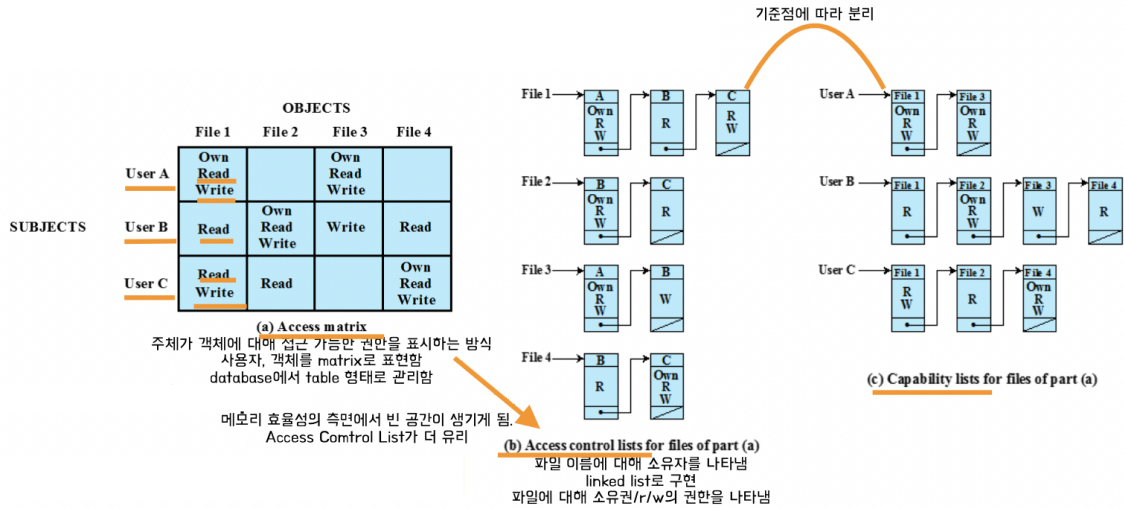 기준점에 따라 분리
OBJECTS
File 1 File 2 File 3 File 4
SUBJECTS
User A
Own
Read
Write
Own
Read
Write
User B
Read
Own
Read
Write
Write
Read
User C
Read
Write
Read
Own
Read
Write
(a) Access matrix
주체가 객체에 대해 접근 가능한 권한을 표시하는 방식
사용자, 객체를 matrix로 표현함
database에서 table 형태로 관리함
메모리 효율성의 측면에서 빈 공간이 생기게 됨.
Access Comtrol List가 더 유리
File 1
A
Own
R
W
B
R
C
R
W
File 2
B
Own
R
W
C
R
File 3
A
Own
R
W
B
W
File 4
B
R
C
Own
R
W
(b) Access control lists for files of part (a)
파일 이름에 대해 소유자를 나타냄
linked list로 구현
파일에 대해 소유권/r/w의 권한을 나타냄
User A
File 1
Own
R
W
File 3
Own
R
W
User B
File 1
R
File 2
Own
R
W
File 3
W
File 4
R
User C
File 1
R
W
File 2
R
File 4
Own
R
W
(c) Capability lists for files of part (a)